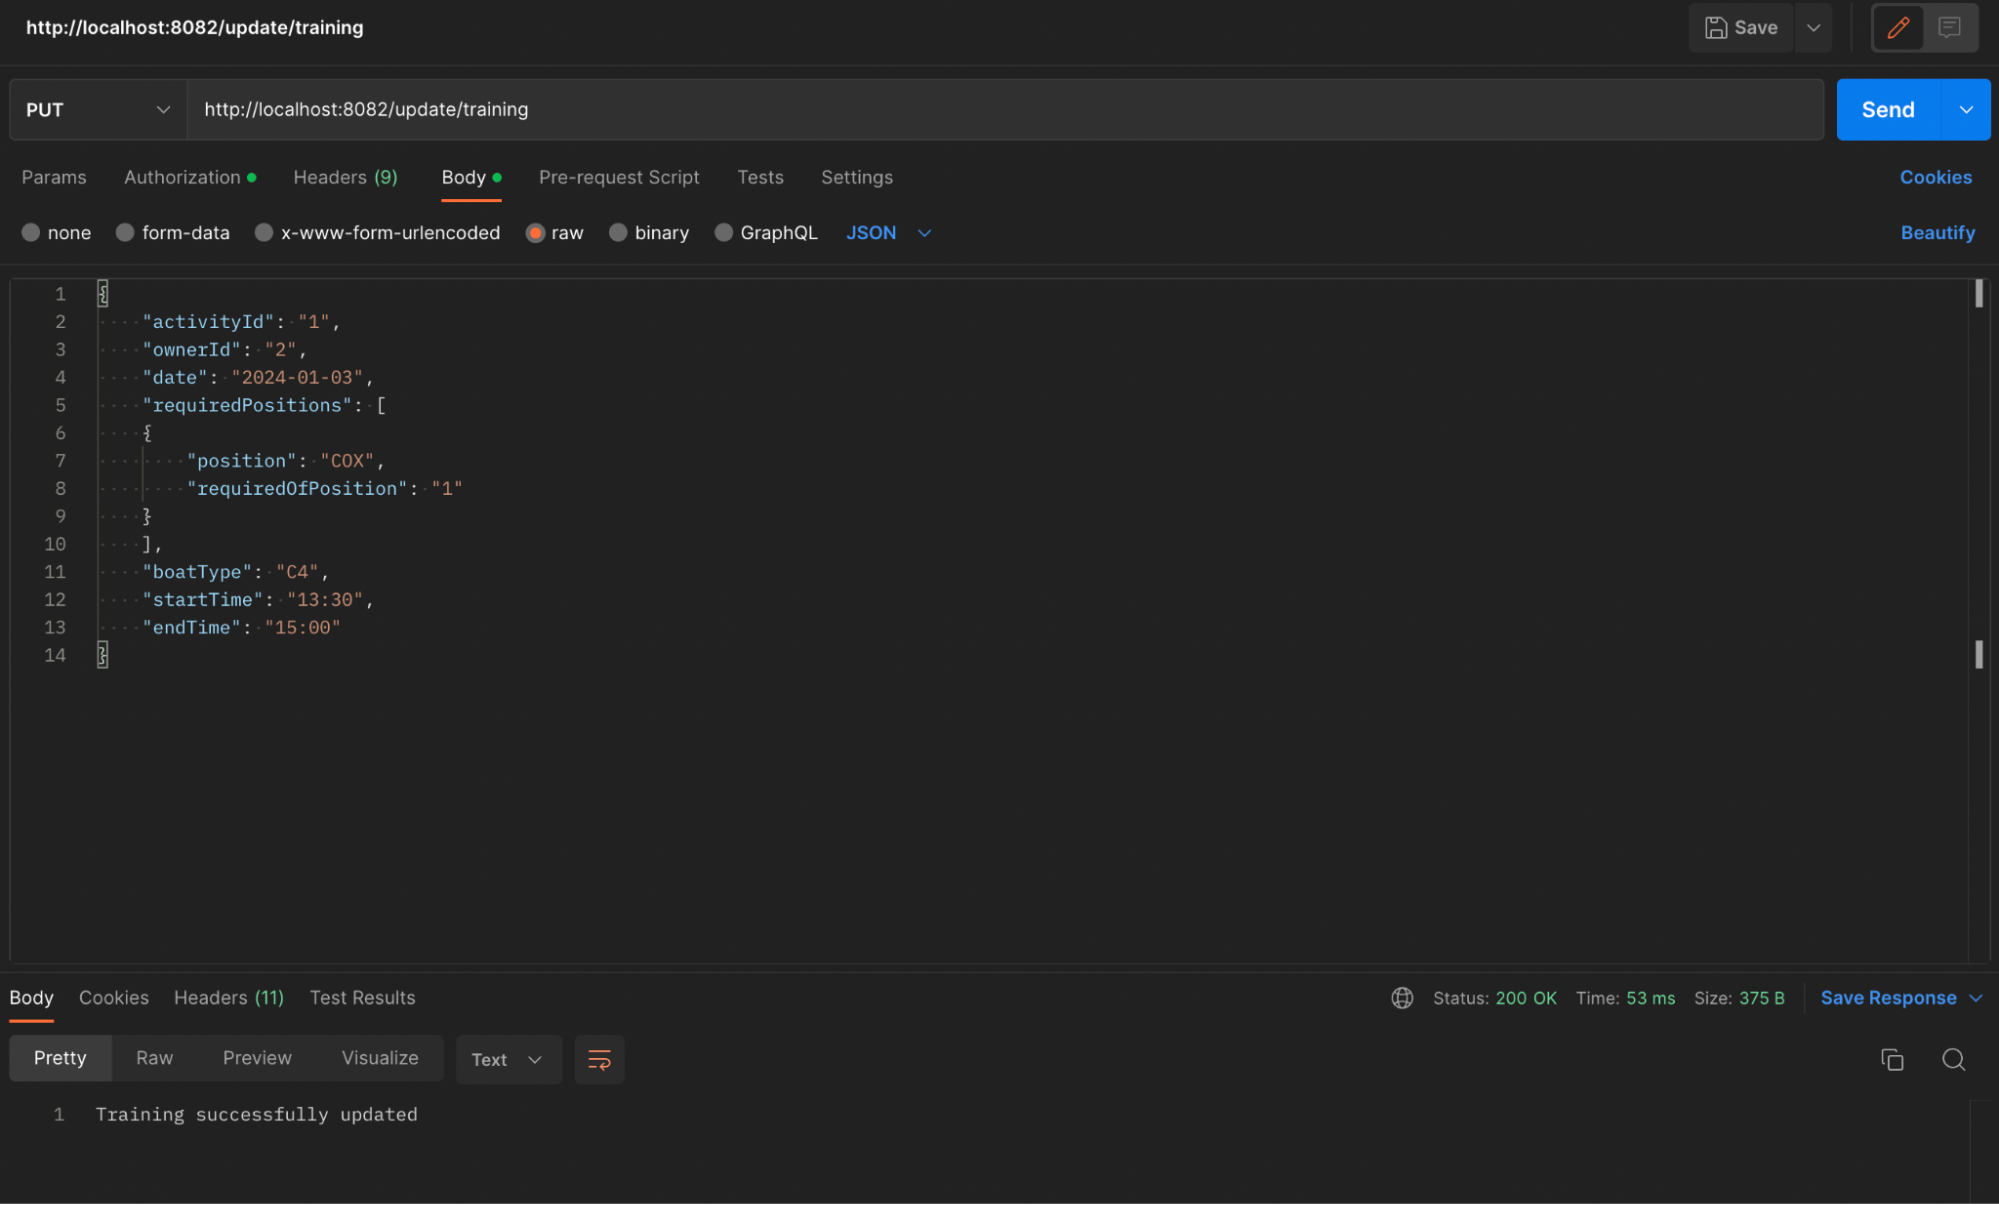 http://localhost:8082/update/training
Save
PUT
http://localhost:8082/update/training
Send
Params Authorization Headers (9) Body Pre-request Script Tests Settings Cookies
none form-data x-www-form-urlencoded raw binary GraphQL JSON Beautify
1 {
2 "activityId": "1",
3 "ownerId": "2",
4 "date": "2024-01-03",
5 "requiredPositions": [
6 {
7 "position": "COX",
8 "requiredOfPosition": "1"
9 }
10 ],
11 "boatType": "C4",
12 "startTime": "13:30",
13 "endTime": "15:00"
14 }
Body Cookies Headers (11) Test Results Status: 200 OK Time: 53 ms Size: 375 B Save Response
Pretty Raw Preview Visualize Text
1 Training successfully updated